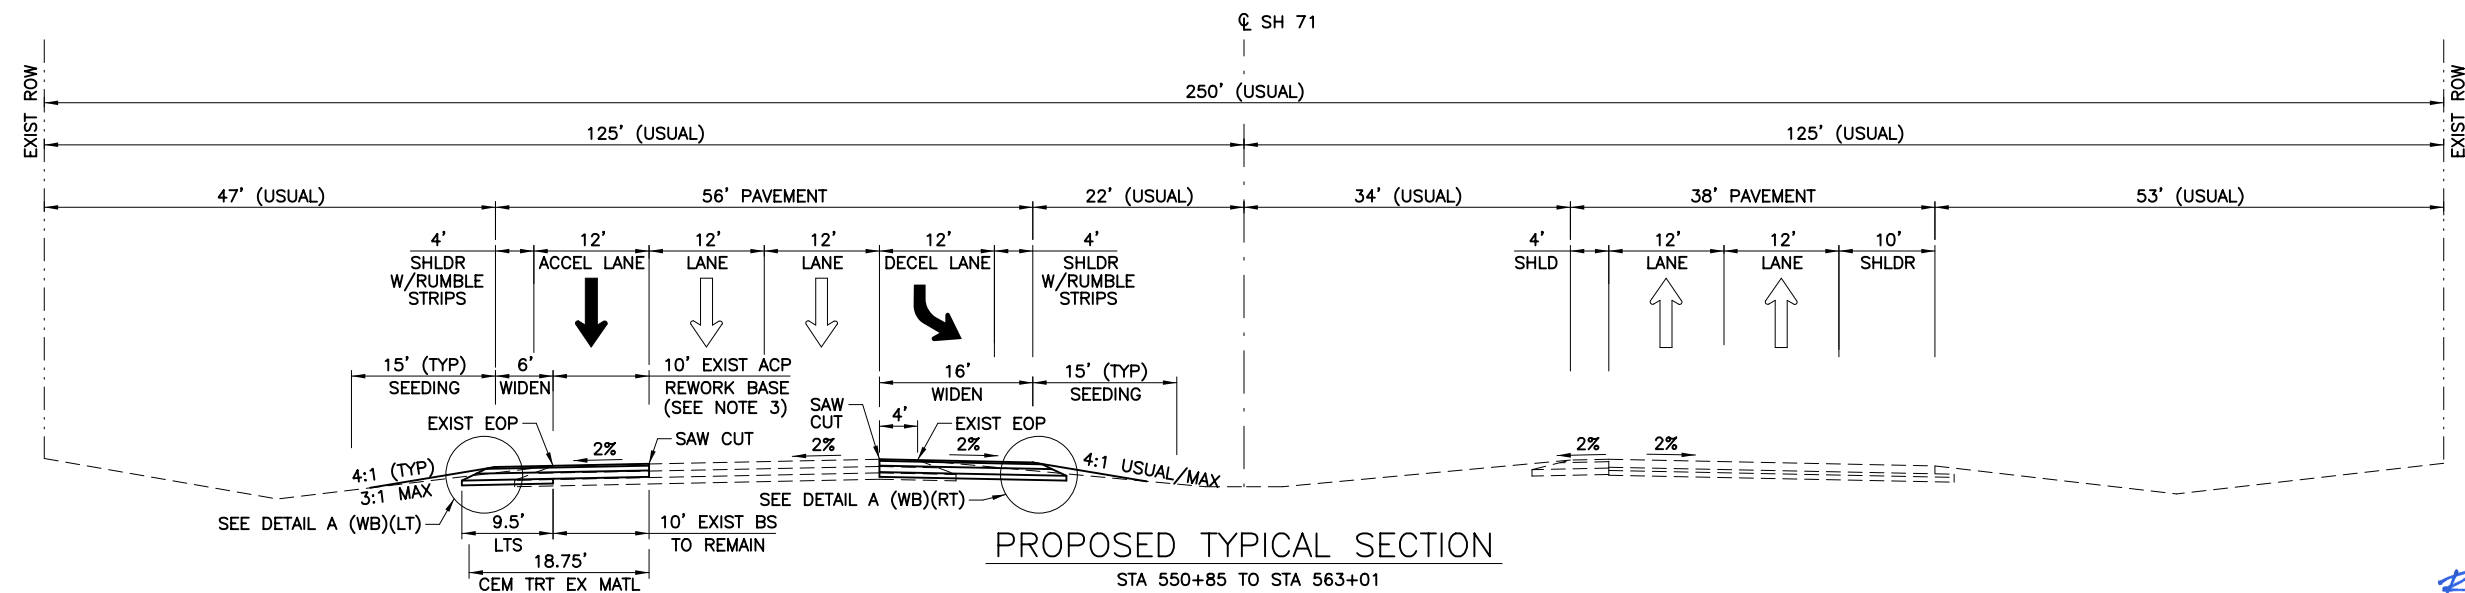 ℄ SH 71
EXIST ROW
EXIST ROW
250' (USUAL)
125' (USUAL)
125' (USUAL)
47' (USUAL)
56' PAVEMENT
22' (USUAL)
34' (USUAL)
38' PAVEMENT
53' (USUAL)
4'
SHLDR
W/RUMBLE
STRIPS
12'
ACCEL LANE
12'
LANE
12'
LANE
12'
DECEL LANE
4'
SHLDR
W/RUMBLE
STRIPS
4'
SHLD
12'
LANE
12'
LANE
10'
SHLDR
15' (TYP)
SEEDING
6'
WIDEN
10' EXIST ACP
REWORK BASE
(SEE NOTE 3)
16'
WIDEN
15' (TYP)
SEEDING
SAW
CUT
4'
EXIST EOP
EXIST EOP
2%
SAW CUT
2%
2%
2%
2%
4:1 (TYP)
3:1 MAX
4:1 USUAL/MAX
SEE DETAIL A (WB)(RT)
SEE DETAIL A (WB)(LT)
9.5'
LTS
10' EXIST BS
TO REMAIN
18.75'
CEM TRT EX MATL
PROPOSED TYPICAL SECTION
STA 550+85 TO STA 563+01